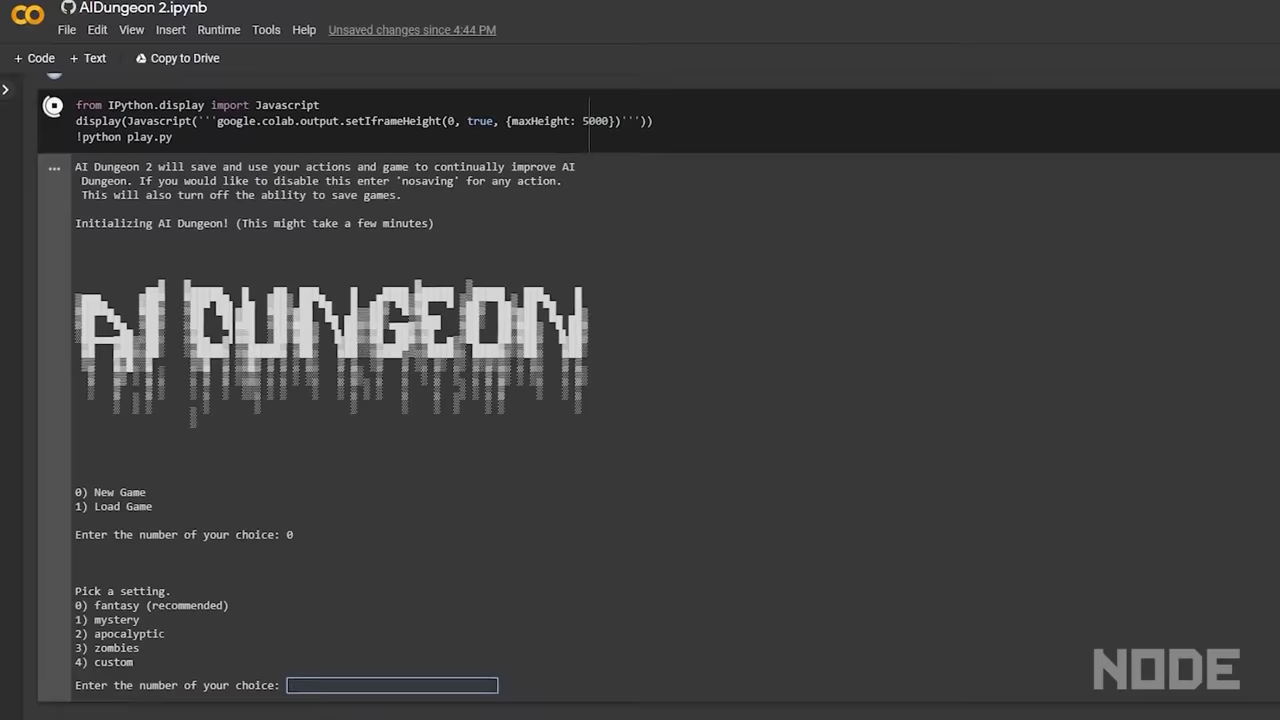 AIDungeon 2.ipynb
File Edit View Insert Runtime Tools Help Unsaved changes since 4:44 PM
+ Code + Text Copy to Drive
from IPython.display import Javascript
display(Javascript('''google.colab.output.setIframeHeight(0, true, {maxHeight: 5000})'''))
!python play.py
AI Dungeon 2 will save and use your actions and game to continually improve AI
Dungeon. If you would like to disable this enter 'nosaving' for any action.
This will also turn off the ability to save games.
Initializing AI Dungeon! (This might take a few minutes)
AI DUNGEON
0) New Game
1) Load Game
Enter the number of your choice: 0
Pick a setting.
0) fantasy (recommended)
1) mystery
2) apocalyptic
3) zombies
4) custom
Enter the number of your choice:
NODE